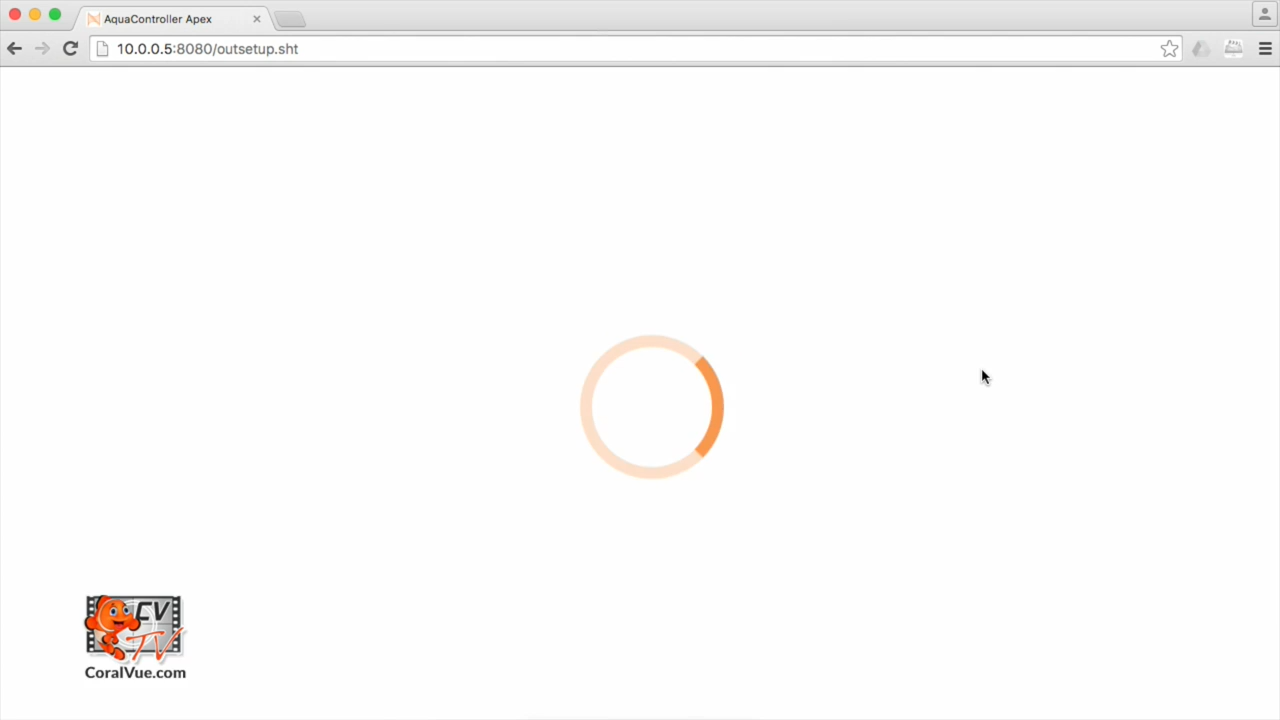 AquaController Apex
10.0.0.5:8080/outsetup.sht
CV
TV
CoralVue.com